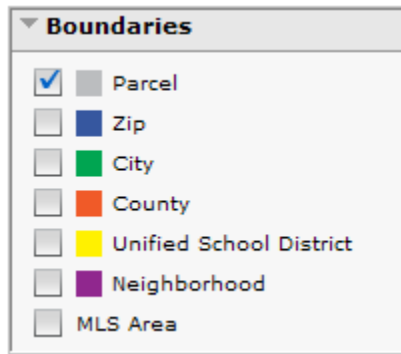 Boundaries
Parcel
Zip
City
County
Unified School District
Neighborhood
MLS Area